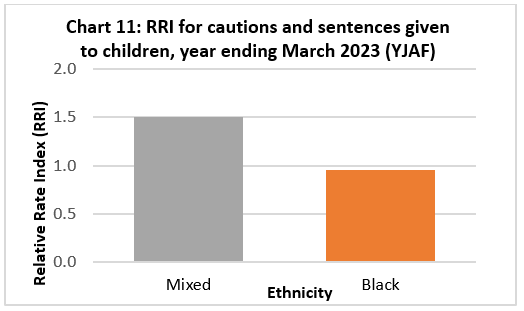 Chart 11: RRI for cautions and sentences given
to children, year ending March 2023 (YJAF)
Relative Rate Index (RRI)
2.0
1.5
1.0
0.5
0.0
Mixed
Black
Ethnicity